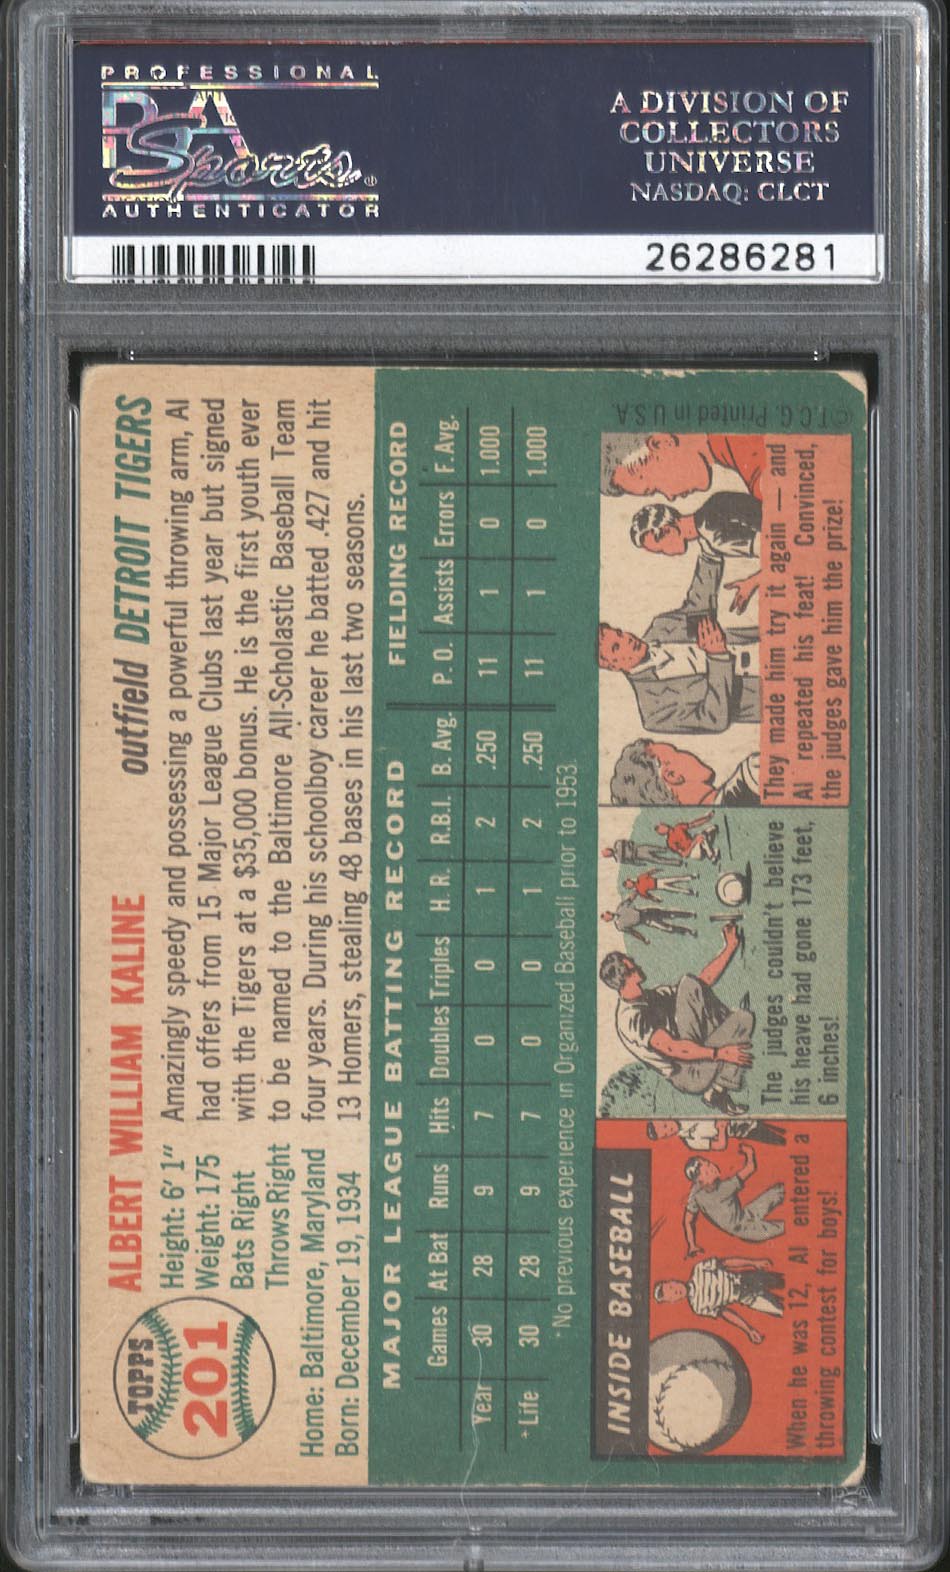 PROFESSIONAL
PSA
Sports®
AUTHENTICATOR
A DIVISION OF
COLLECTORS
UNIVERSE
NASDAQ: CLCT
26286281
TOPPS
201
ALBERT WILLIAM KALINE
outfield DETROIT TIGERS
Height: 6' 1"
Weight: 175
Bats Right
Throws Right
Home: Baltimore, Maryland
Born: December 19, 1934
Amazingly speedy and possessing a powerful throwing arm, Al
had offers from 15 Major League Clubs last year but signed
with the Tigers at a $35,000 bonus. He is the first youth ever
to be named to the Baltimore All-Scholastic Baseball Team
four years. During his schoolboy career he batted .427 and hit
13 Homers, stealing 48 bases in his last two seasons.
MAJOR LEAGUE BATTING RECORD FIELDING RECORD
Games At Bat Runs Hits Doubles Triples H. R. R.B.I. B. Avg. P. O. Assists Errors F. Avg.
Year 30 28 9 7 0 0 1 2 .250 11 1 0 1.000
*Life 30 28 9 7 0 0 1 2 .250 11 1 0 1.000
*No previous experience in Organized Baseball prior to 1953.
INSIDE BASEBALL
When he was 12, Al entered a
throwing contest for boys!
The judges couldn't believe
his heave had gone 173 feet,
6 inches!
They made him try it again — and
Al repeated his feat! Convinced,
the judges gave him the prize!
©T.C.G. Printed in U.S.A.